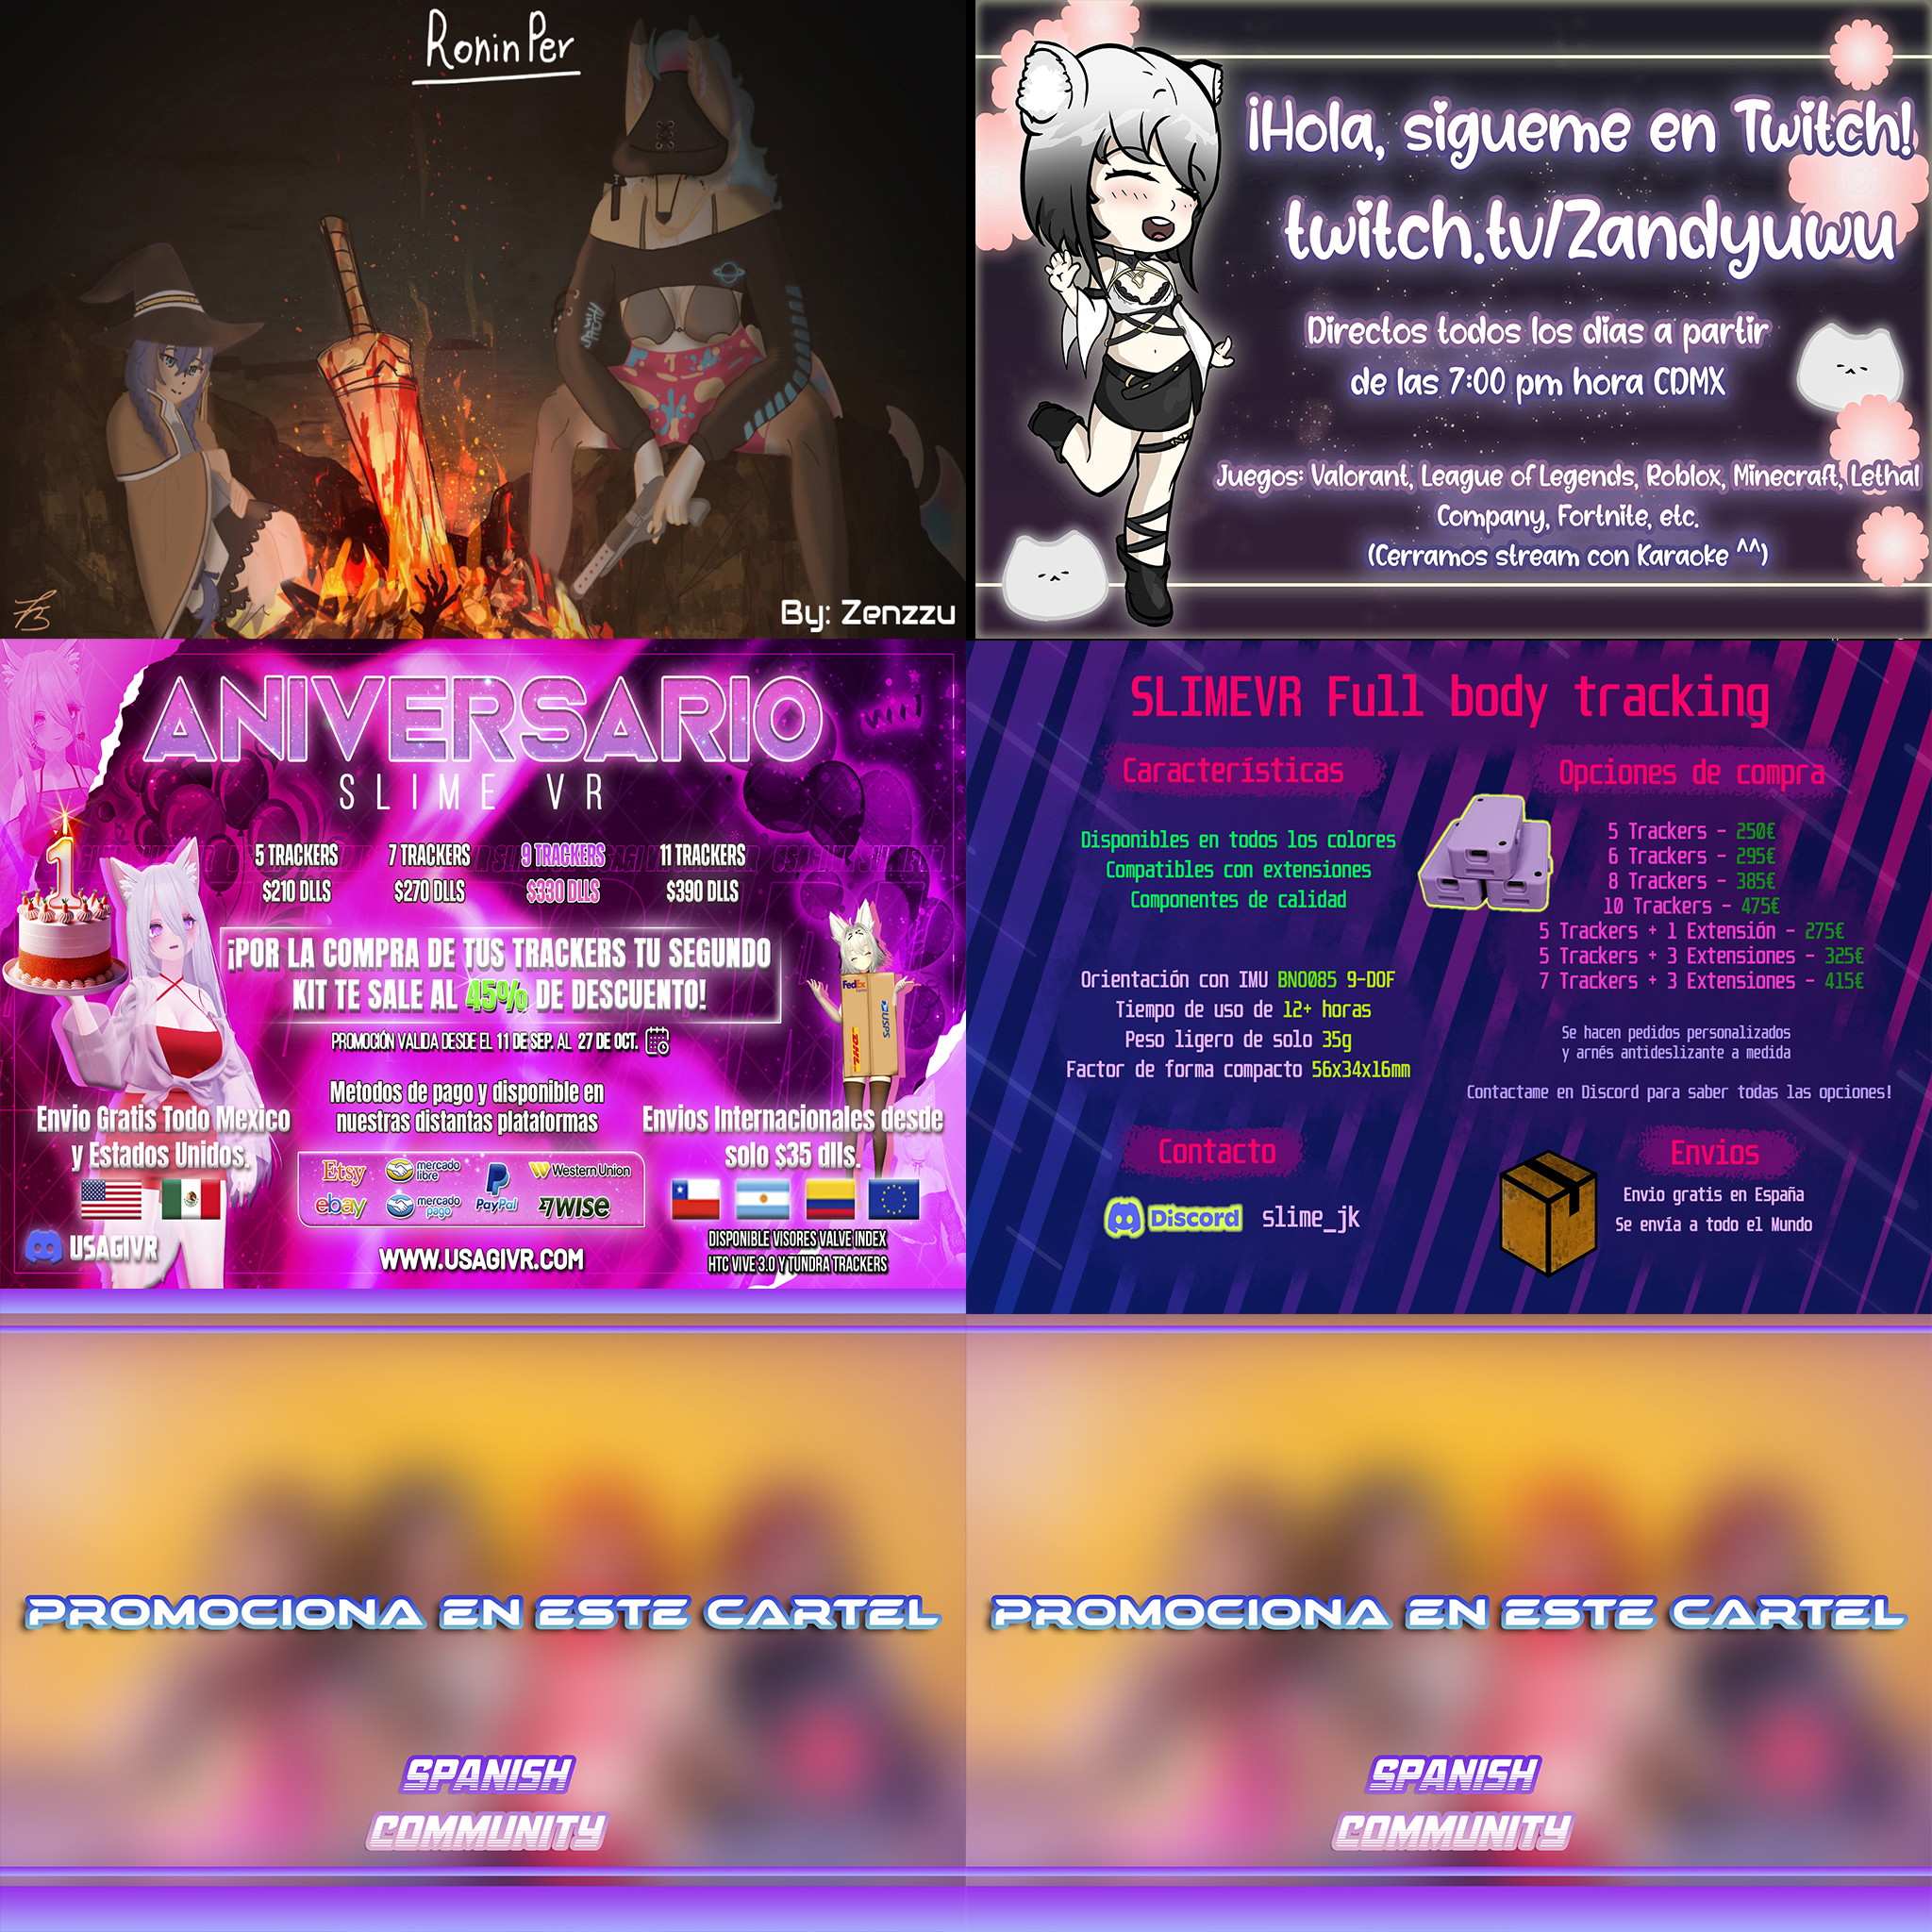 Ronin Per
By: Zenzzu
¡Hola, sigueme en Twitch!
twitch.tv/Zandyuwu
Directos todos los dias a partir
de las 7:00 pm hora CDMX
Juegos: Valorant, League of Legends, Roblox, Minecraft, Lethal
Company, Fortnite, etc.
(Cerramos stream con Karaoke ^^)
ANIVERSARIO
SLIME VR
1
5 TRACKERS 7 TRACKERS 9 TRACKERS 11 TRACKERS
$210 DLLS $270 DLLS $330 DLLS $390 DLLS
¡POR LA COMPRA DE TUS TRACKERS TU SEGUNDO
KIT TE SALE AL 45% DE DESCUENTO!
PROMOCIÓN VALIDA DESDE EL 11 DE SEP. AL 27 DE OCT.
FedEx
USPS
DHL
Metodos de pago y disponible en
nuestras distantas plataformas
Envio Gratis Todo Mexico
y Estados Unidos.
Envios Internacionales desde
solo $35 dlls.
Etsy mercado libre PayPal Western Union
ebay mercado pago WISE
USAGIVR
WWW.USAGIVR.COM
DISPONIBLE VISORES VALVE INDEX
HTC VIVE 3.0 Y TUNDRA TRACKERS
SLIMEVR Full body tracking
Características
Disponibles en todos los colores
Compatibles con extensiones
Componentes de calidad
Orientación con IMU BNO085 9-DOF
Tiempo de uso de 12+ horas
Peso ligero de solo 35g
Factor de forma compacto 56x34x16mm
Opciones de compra
5 Trackers - 250€
6 Trackers - 295€
8 Trackers - 385€
10 Trackers - 475€
5 Trackers + 1 Extensión - 275€
5 Trackers + 3 Extensiones - 325€
7 Trackers + 3 Extensiones - 415€
Se hacen pedidos personalizados
y arnés antideslizante a medida
Contactame en Discord para saber todas las opciones!
Contacto
Discord slime_jk
Envios
Envio gratis en España
Se envía a todo el Mundo
PROMOCIONA EN ESTE CARTEL
SPANISH
COMMUNITY
PROMOCIONA EN ESTE CARTEL
SPANISH
COMMUNITY